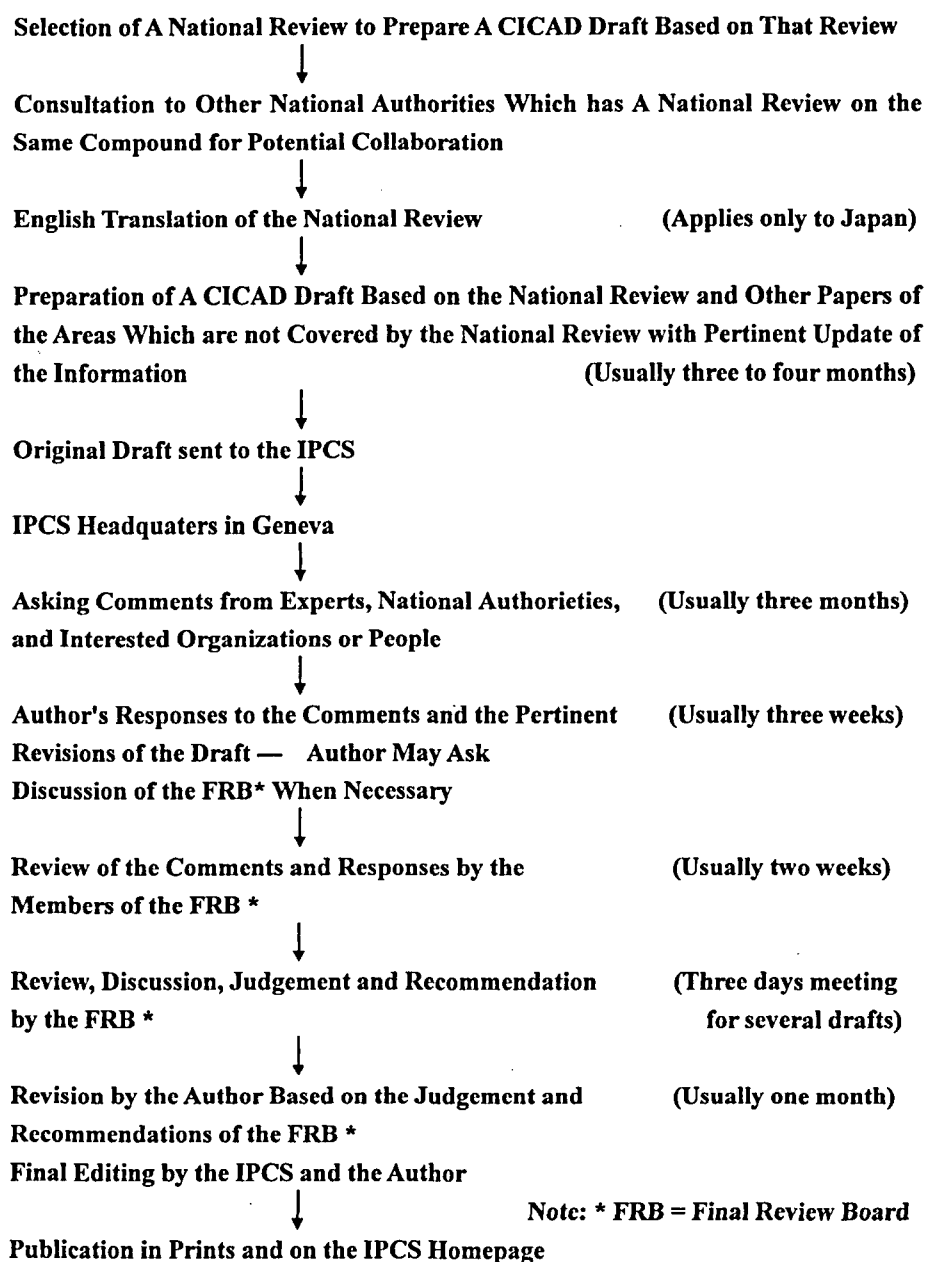 Selection of A National Review to Prepare A CICAD Draft Based on That Review
Consultation to Other National Authorities Which has A National Review on the
Same Compound for Potential Collaboration
English Translation of the National Review (Applies only to Japan)
Preparation of A CICAD Draft Based on the National Review and Other Papers of
the Areas Which are not Covered by the National Review with Pertinent Update of
the Information (Usually three to four months)
Original Draft sent to the IPCS
IPCS Headquaters in Geneva
Asking Comments from Experts, National Authorieties, (Usually three months)
and Interested Organizations or People
Author's Responses to the Comments and the Pertinent (Usually three weeks)
Revisions of the Draft — Author May Ask
Discussion of the FRB* When Necessary
Review of the Comments and Responses by the (Usually two weeks)
Members of the FRB *
Review, Discussion, Judgement and Recommendation (Three days meeting
by the FRB * for several drafts)
Revision by the Author Based on the Judgement and (Usually one month)
Recommendations of the FRB *
Final Editing by the IPCS and the Author
Note: * FRB = Final Review Board
Publication in Prints and on the IPCS Homepage